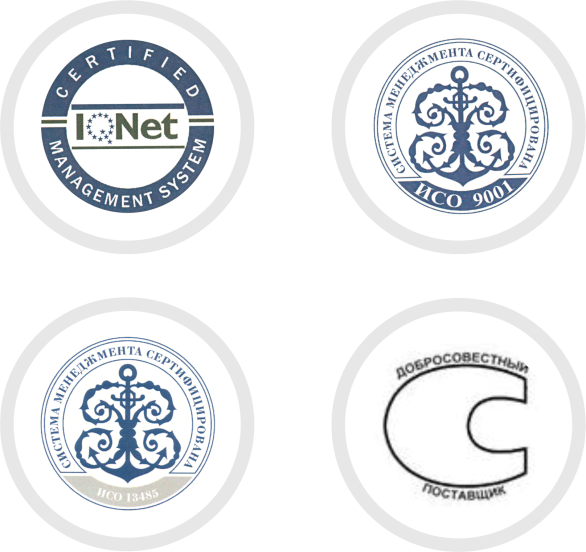 CERTIFIED
IQNet
MANAGEMENT SYSTEM
СИСТЕМА МЕНЕДЖМЕНТА СЕРТИФИЦИРОВАНА
ИСО 9001
СИСТЕМА МЕНЕДЖМЕНТА СЕРТИФИЦИРОВАНА
ИСО 13485
ДОБРОСОВЕСТНЫЙ
ПОСТАВЩИК